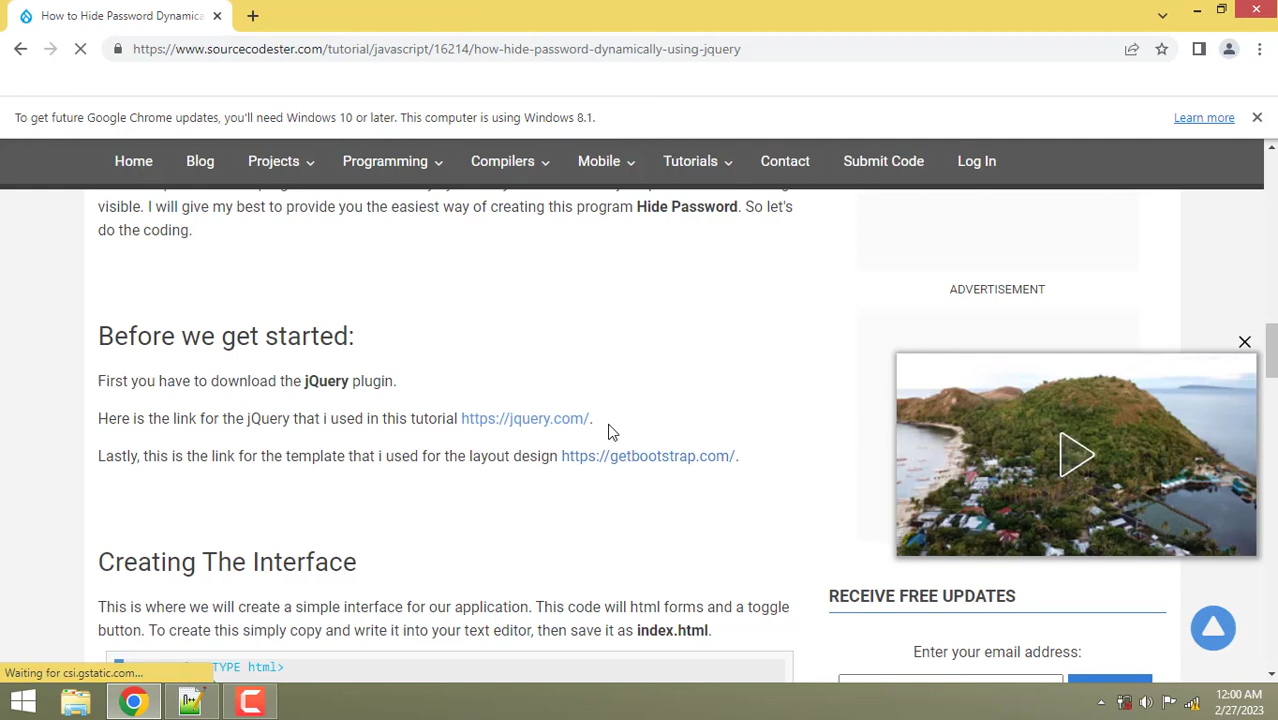 How to Hide Password Dynamica
https://www.sourcecodester.com/tutorial/javascript/16214/how-hide-password-dynamically-using-jquery
To get future Google Chrome updates, you'll need Windows 10 or later. This computer is using Windows 8.1.
Learn more
Home
Blog
Projects
Programming
Compilers
Mobile
Tutorials
Contact
Submit Code
Log In
visible. I will give my best to provide you the easiest way of creating this program Hide Password. So let's
do the coding.
ADVERTISEMENT
Before we get started:
First you have to download the jQuery plugin.
Here is the link for the jQuery that i used in this tutorial https://jquery.com/.
Lastly, this is the link for the template that i used for the layout design https://getbootstrap.com/.
Creating The Interface
This is where we will create a simple interface for our application. This code will html forms and a toggle
button. To create this simply copy and write it into your text editor, then save it as index.html.
RECEIVE FREE UPDATES
Enter your email address:
TYPE html>
Waiting for csi.gstatic.com...
12:00 AM
2/27/2023